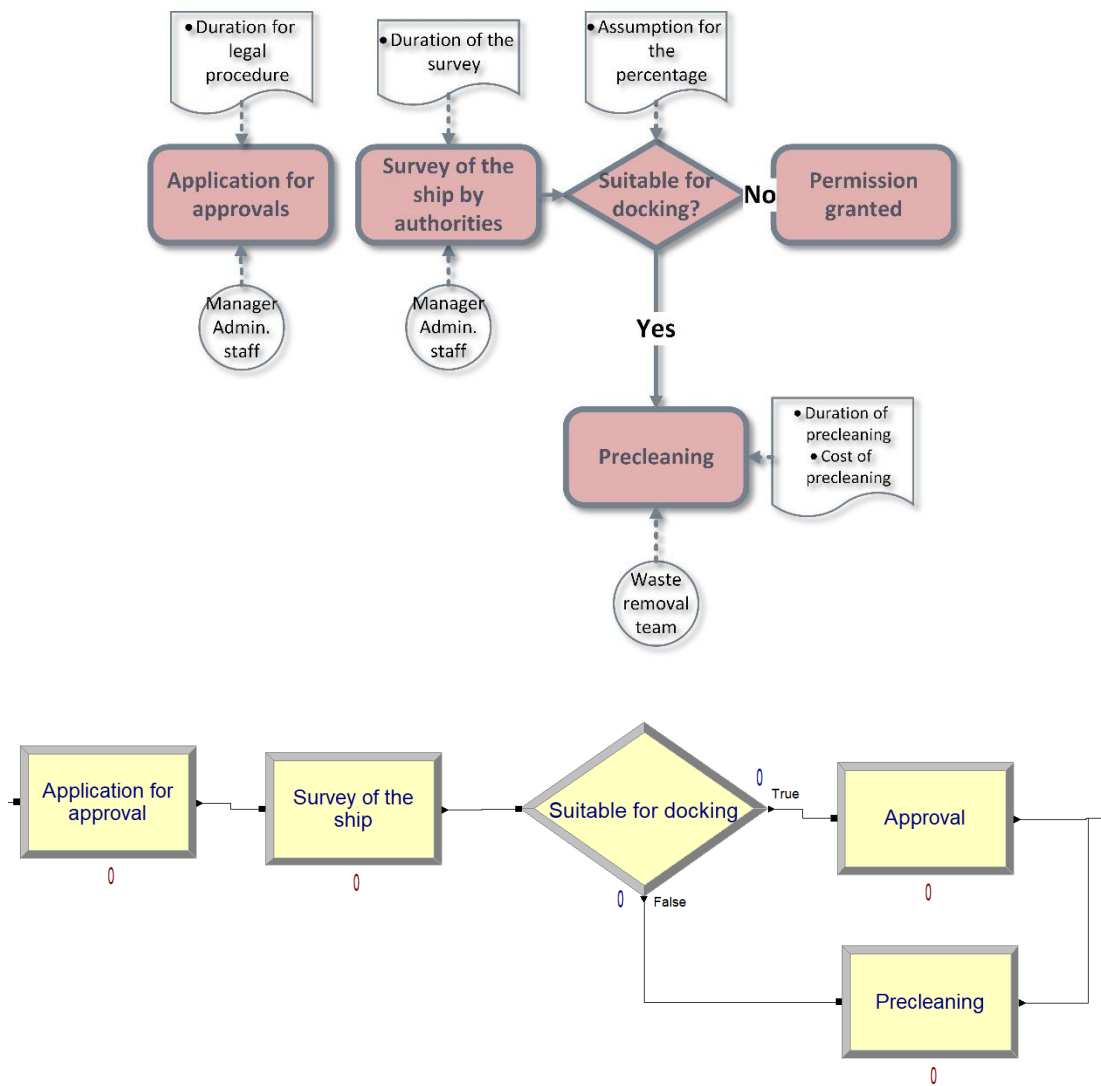 • Duration for
legal
procedure
• Duration of the
survey
• Assumption for
the
percentage
Application for
approvals
Survey of the
ship by
authorities
Suitable for
docking?
No
Permission
granted
Manager
Admin.
staff
Manager
Admin.
staff
Yes
Precleaning
• Duration of
precleaning
• Cost of
precleaning
Waste
removal
team
Application for
approval
0
Survey of the
ship
0
Suitable for docking
0
True
0
False
Approval
0
Precleaning
0